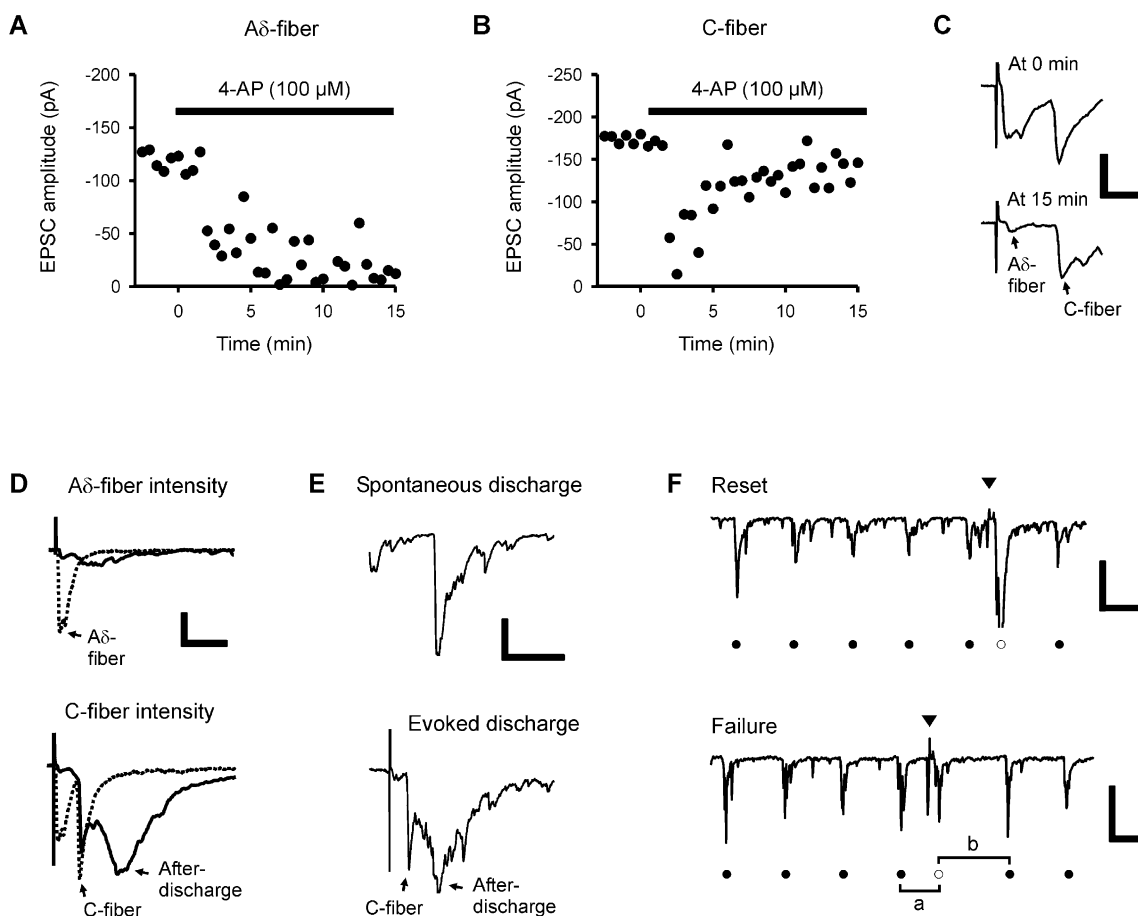 A
Aδ-fiber
EPSC amplitude (pA)
-200
-150
-100
-50
0
4-AP (100 µM)
0
5
10
15
Time (min)
B
C-fiber
EPSC amplitude (pA)
-250
-200
-150
-100
-50
0
4-AP (100 µM)
0
5
10
15
Time (min)
C
At 0 min
At 15 min
Aδ-
fiber
C-fiber
D
Aδ-fiber intensity
Aδ-
fiber
C-fiber intensity
After-
discharge
C-fiber
E
Spontaneous discharge
Evoked discharge
C-fiber
After-
discharge
F
Reset
Failure
b
a